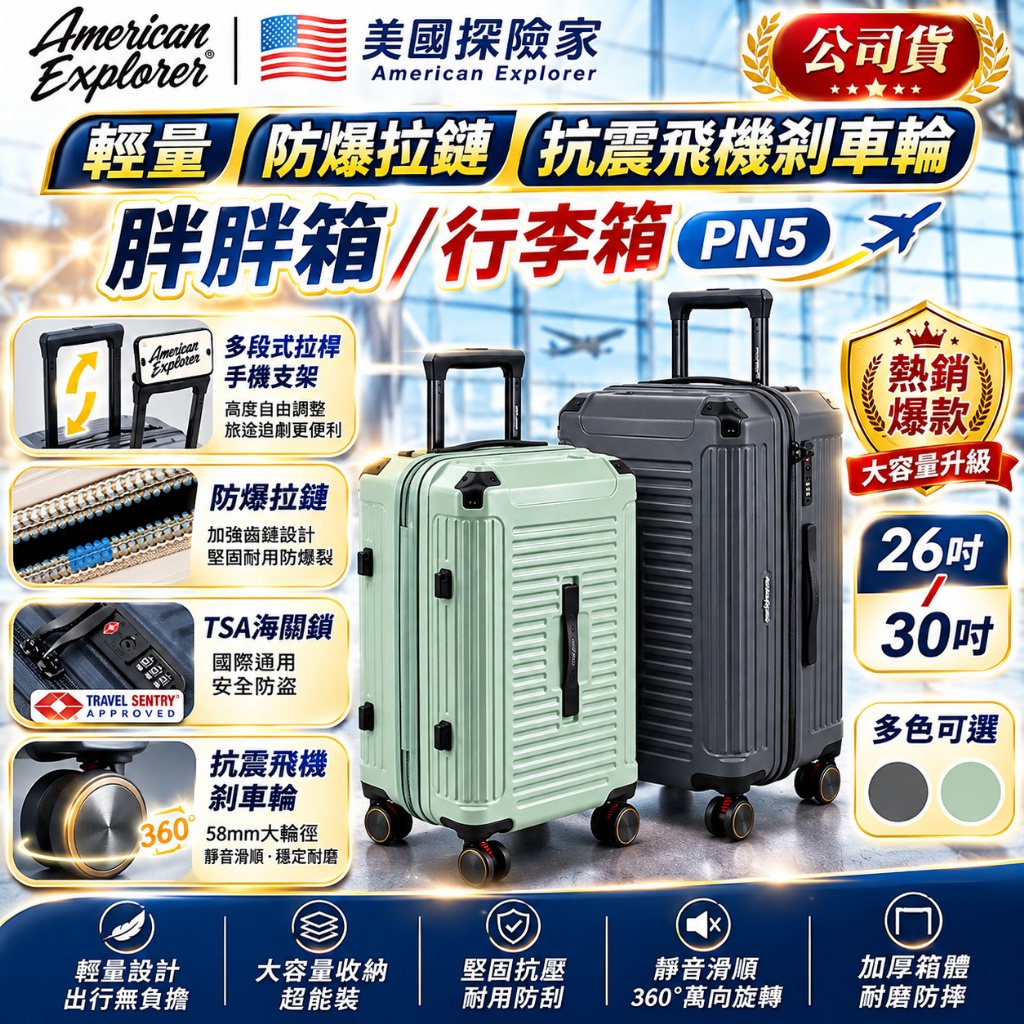 American
Explorer®
美國探險家
American Explorer
公司貨
輕量
防爆拉鏈
抗震飛機剎車輪
胖胖箱/行李箱
PN5
多段式拉桿
手機支架
高度自由調整
旅途追劇更便利
American
Explorer
防爆拉鏈
加強齒鏈設計
堅固耐用防爆裂
TSA海關鎖
國際通用
安全防盜
TRAVEL SENTRY®
APPROVED
抗震飛機
剎車輪
58mm大輪徑
靜音滑順·穩定耐磨
360°
熱銷
爆款
大容量升級
26吋
/
30吋
多色可選
輕量設計
出行無負擔
大容量收納
超能裝
堅固抗壓
耐用防刮
靜音滑順
360°萬向旋轉
加厚箱體
耐磨防摔